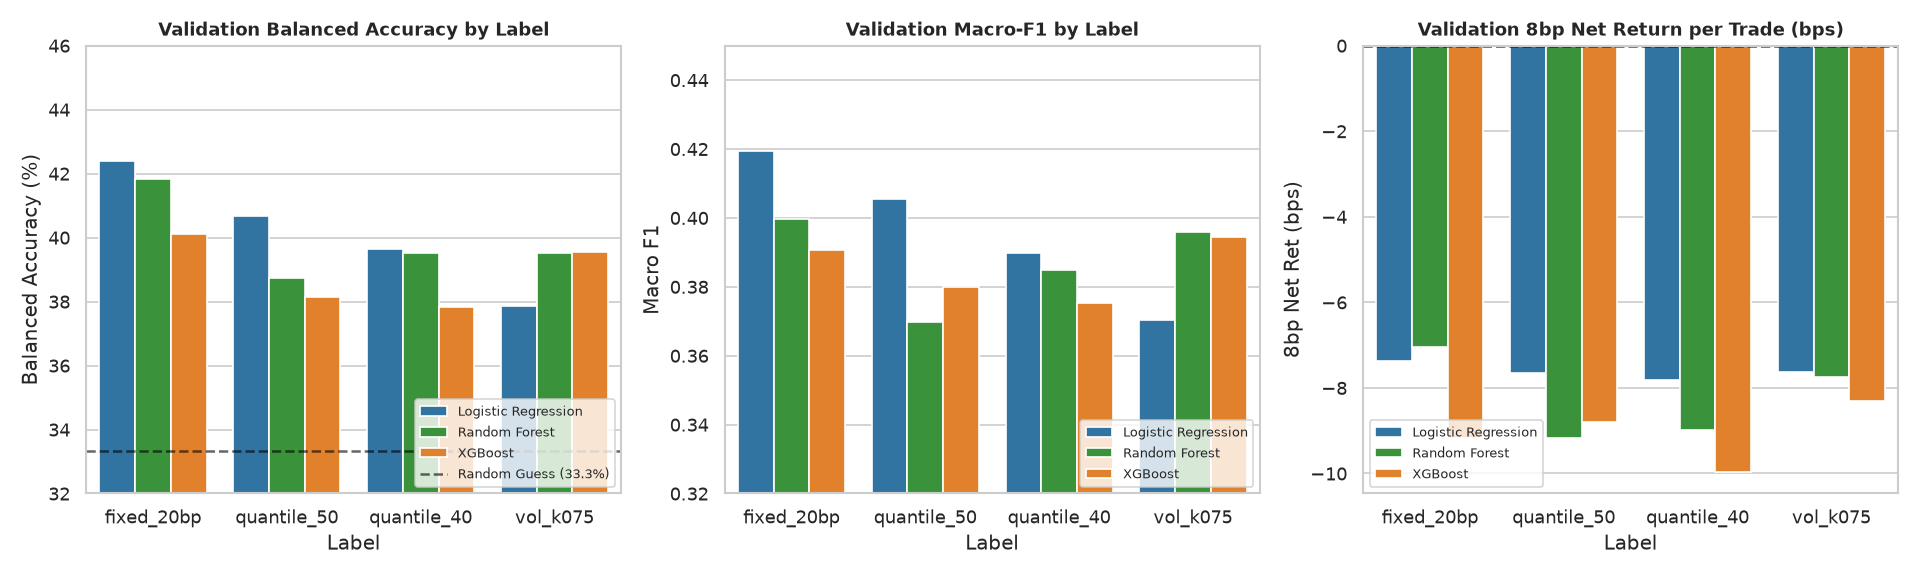 Validation Balanced Accuracy by Label
46
44
42
40
38
36
34
32
Balanced Accuracy (%)
Logistic Regression
Random Forest
XGBoost
Random Guess (33.3%)
fixed_20bp quantile_50 quantile_40 vol_k075
Label
Validation Macro-F1 by Label
0.44
0.42
0.40
0.38
0.36
0.34
0.32
Macro F1
Logistic Regression
Random Forest
XGBoost
fixed_20bp quantile_50 quantile_40 vol_k075
Label
Validation 8bp Net Return per Trade (bps)
0
−2
−4
−6
−8
−10
8bp Net Ret (bps)
Logistic Regression
Random Forest
XGBoost
fixed_20bp quantile_50 quantile_40 vol_k075
Label